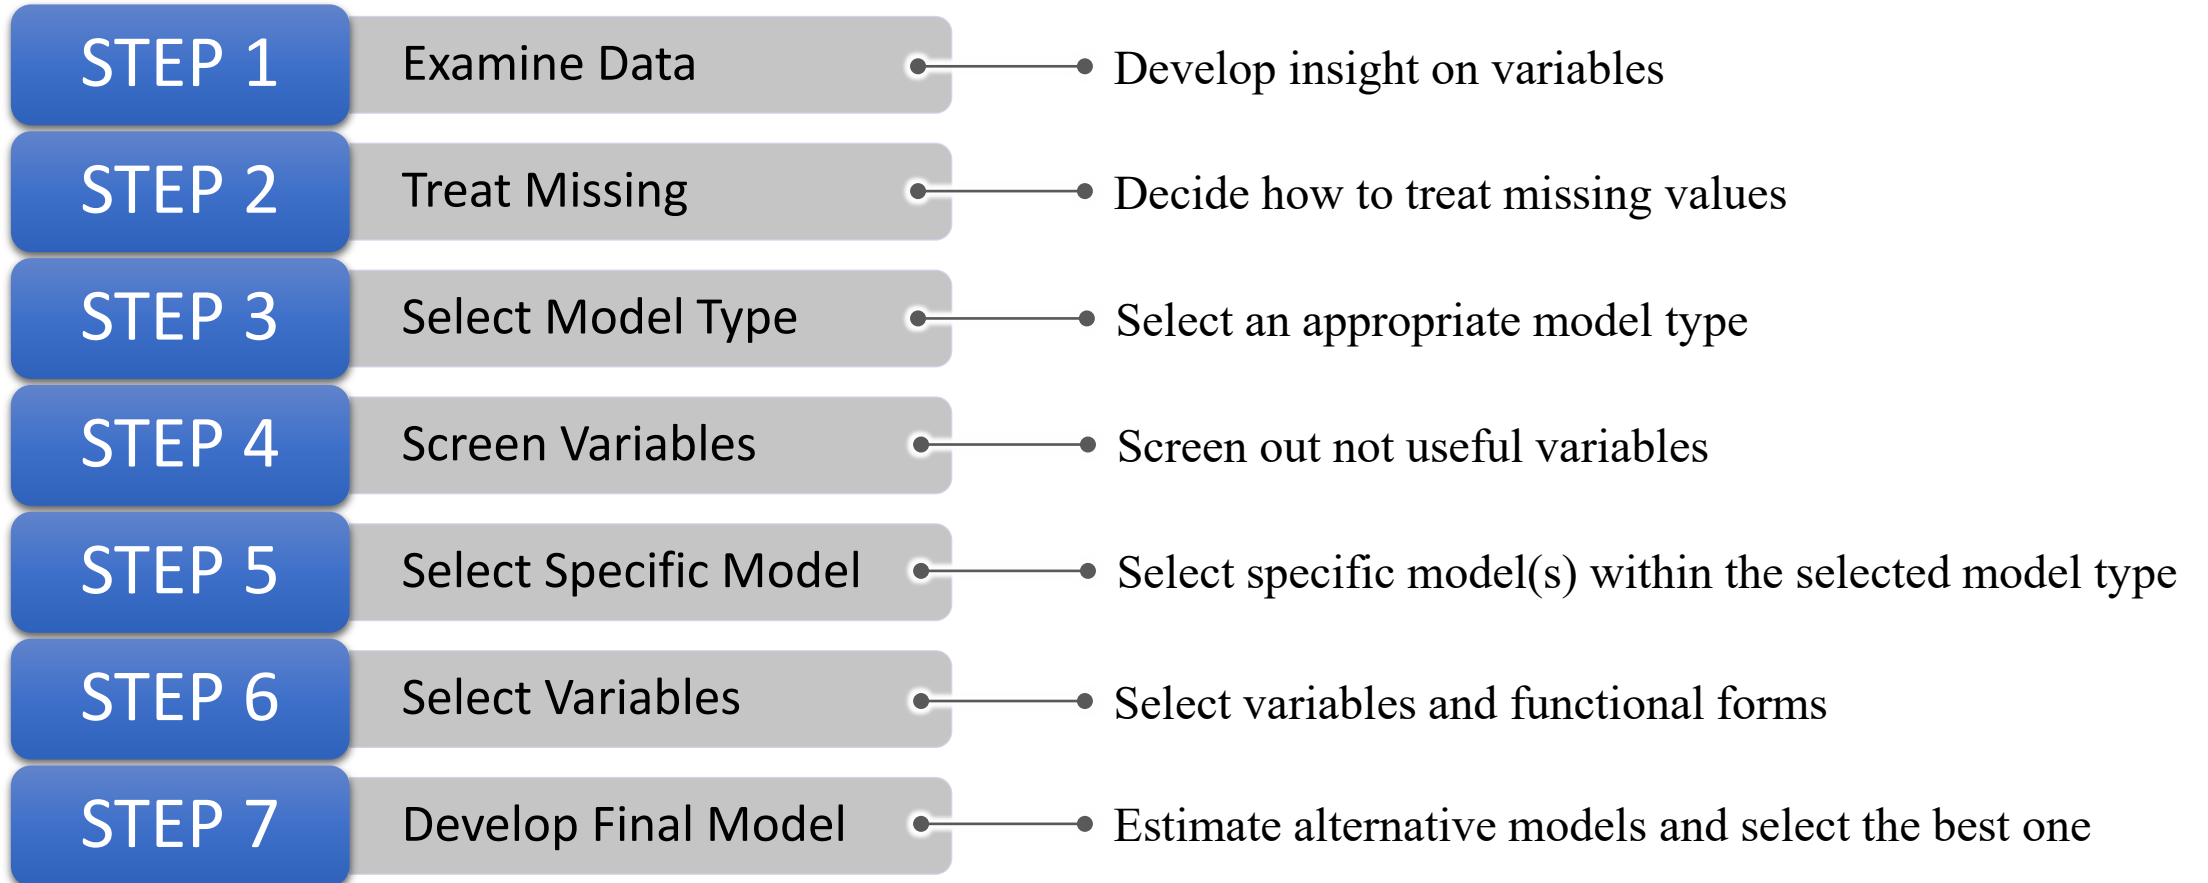 STEP 1 Examine Data Develop insight on variables
STEP 2 Treat Missing Decide how to treat missing values
STEP 3 Select Model Type Select an appropriate model type
STEP 4 Screen Variables Screen out not useful variables
STEP 5 Select Specific Model Select specific model(s) within the selected model type
STEP 6 Select Variables Select variables and functional forms
STEP 7 Develop Final Model Estimate alternative models and select the best one